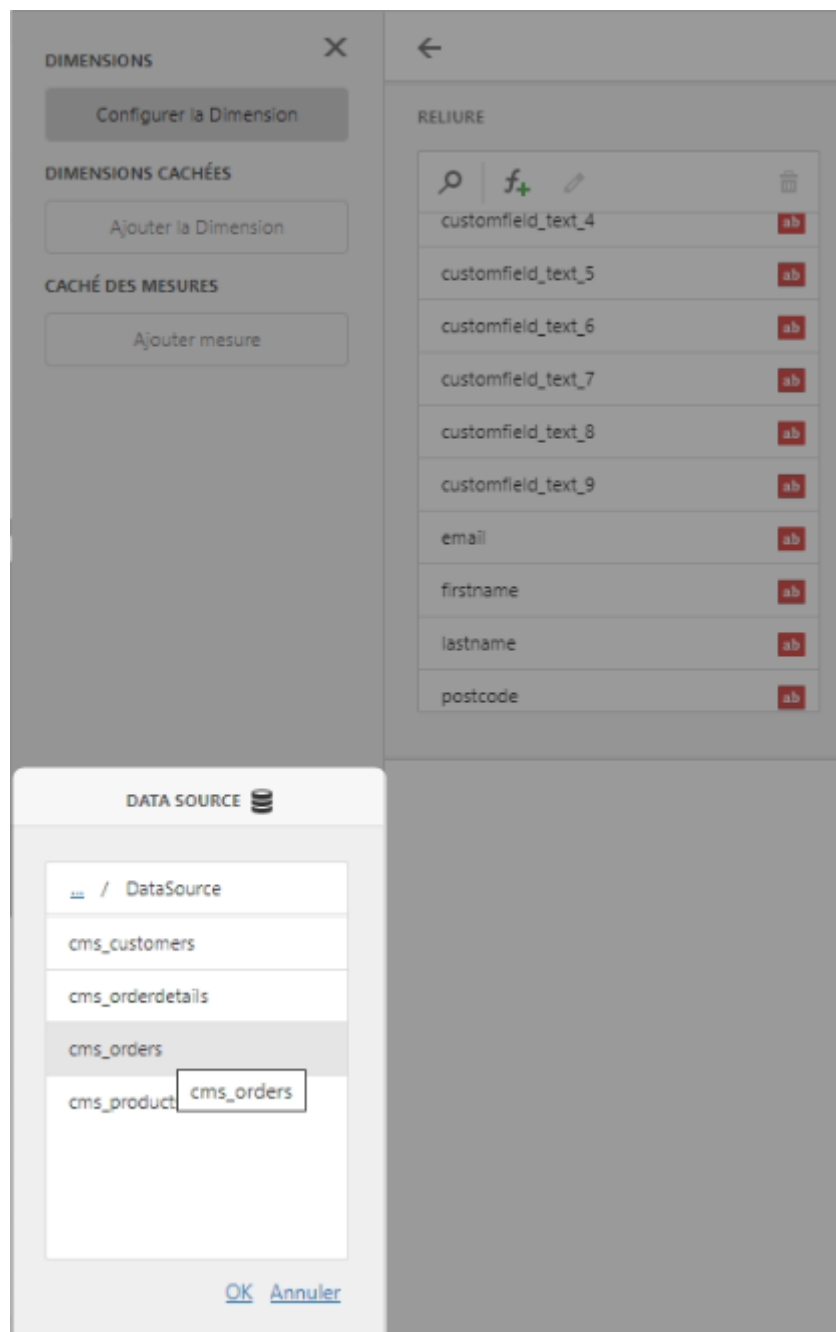 DIMENSIONS
Configurer la Dimension
DIMENSIONS CACHÉES
Ajouter la Dimension
CACHÉ DES MESURES
Ajouter mesure
RELIURE
customfield_text_4 ab
customfield_text_5 ab
customfield_text_6 ab
customfield_text_7 ab
customfield_text_8 ab
customfield_text_9 ab
email ab
firstname ab
lastname ab
postcode ab
DATA SOURCE
... / DataSource
cms_customers
cms_orderdetails
cms_orders
cms_orders
cms_product
OK Annuler